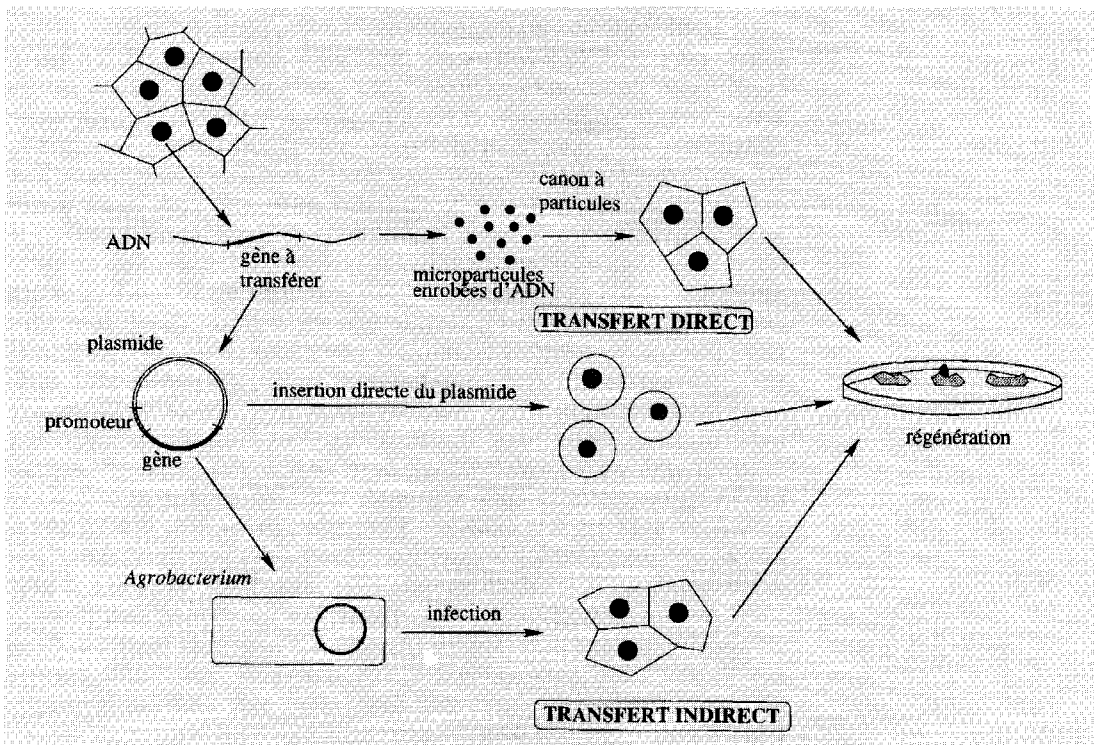 canon à
particules
ADN
gène à
transférer
microparticules
enrobées d'ADN
TRANSFERT DIRECT
plasmide
insertion directe du plasmide
promoteur
gène
régénération
Agrobacterium
infection
TRANSFERT INDIRECT